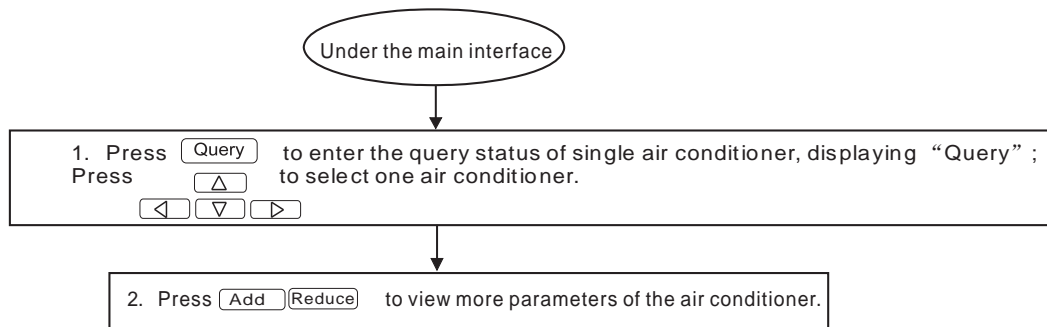 Under the main interface
1. Press Query to enter the query status of single air conditioner, displaying “Query”;
Press to select one air conditioner.
2. Press Add Reduce to view more parameters of the air conditioner.